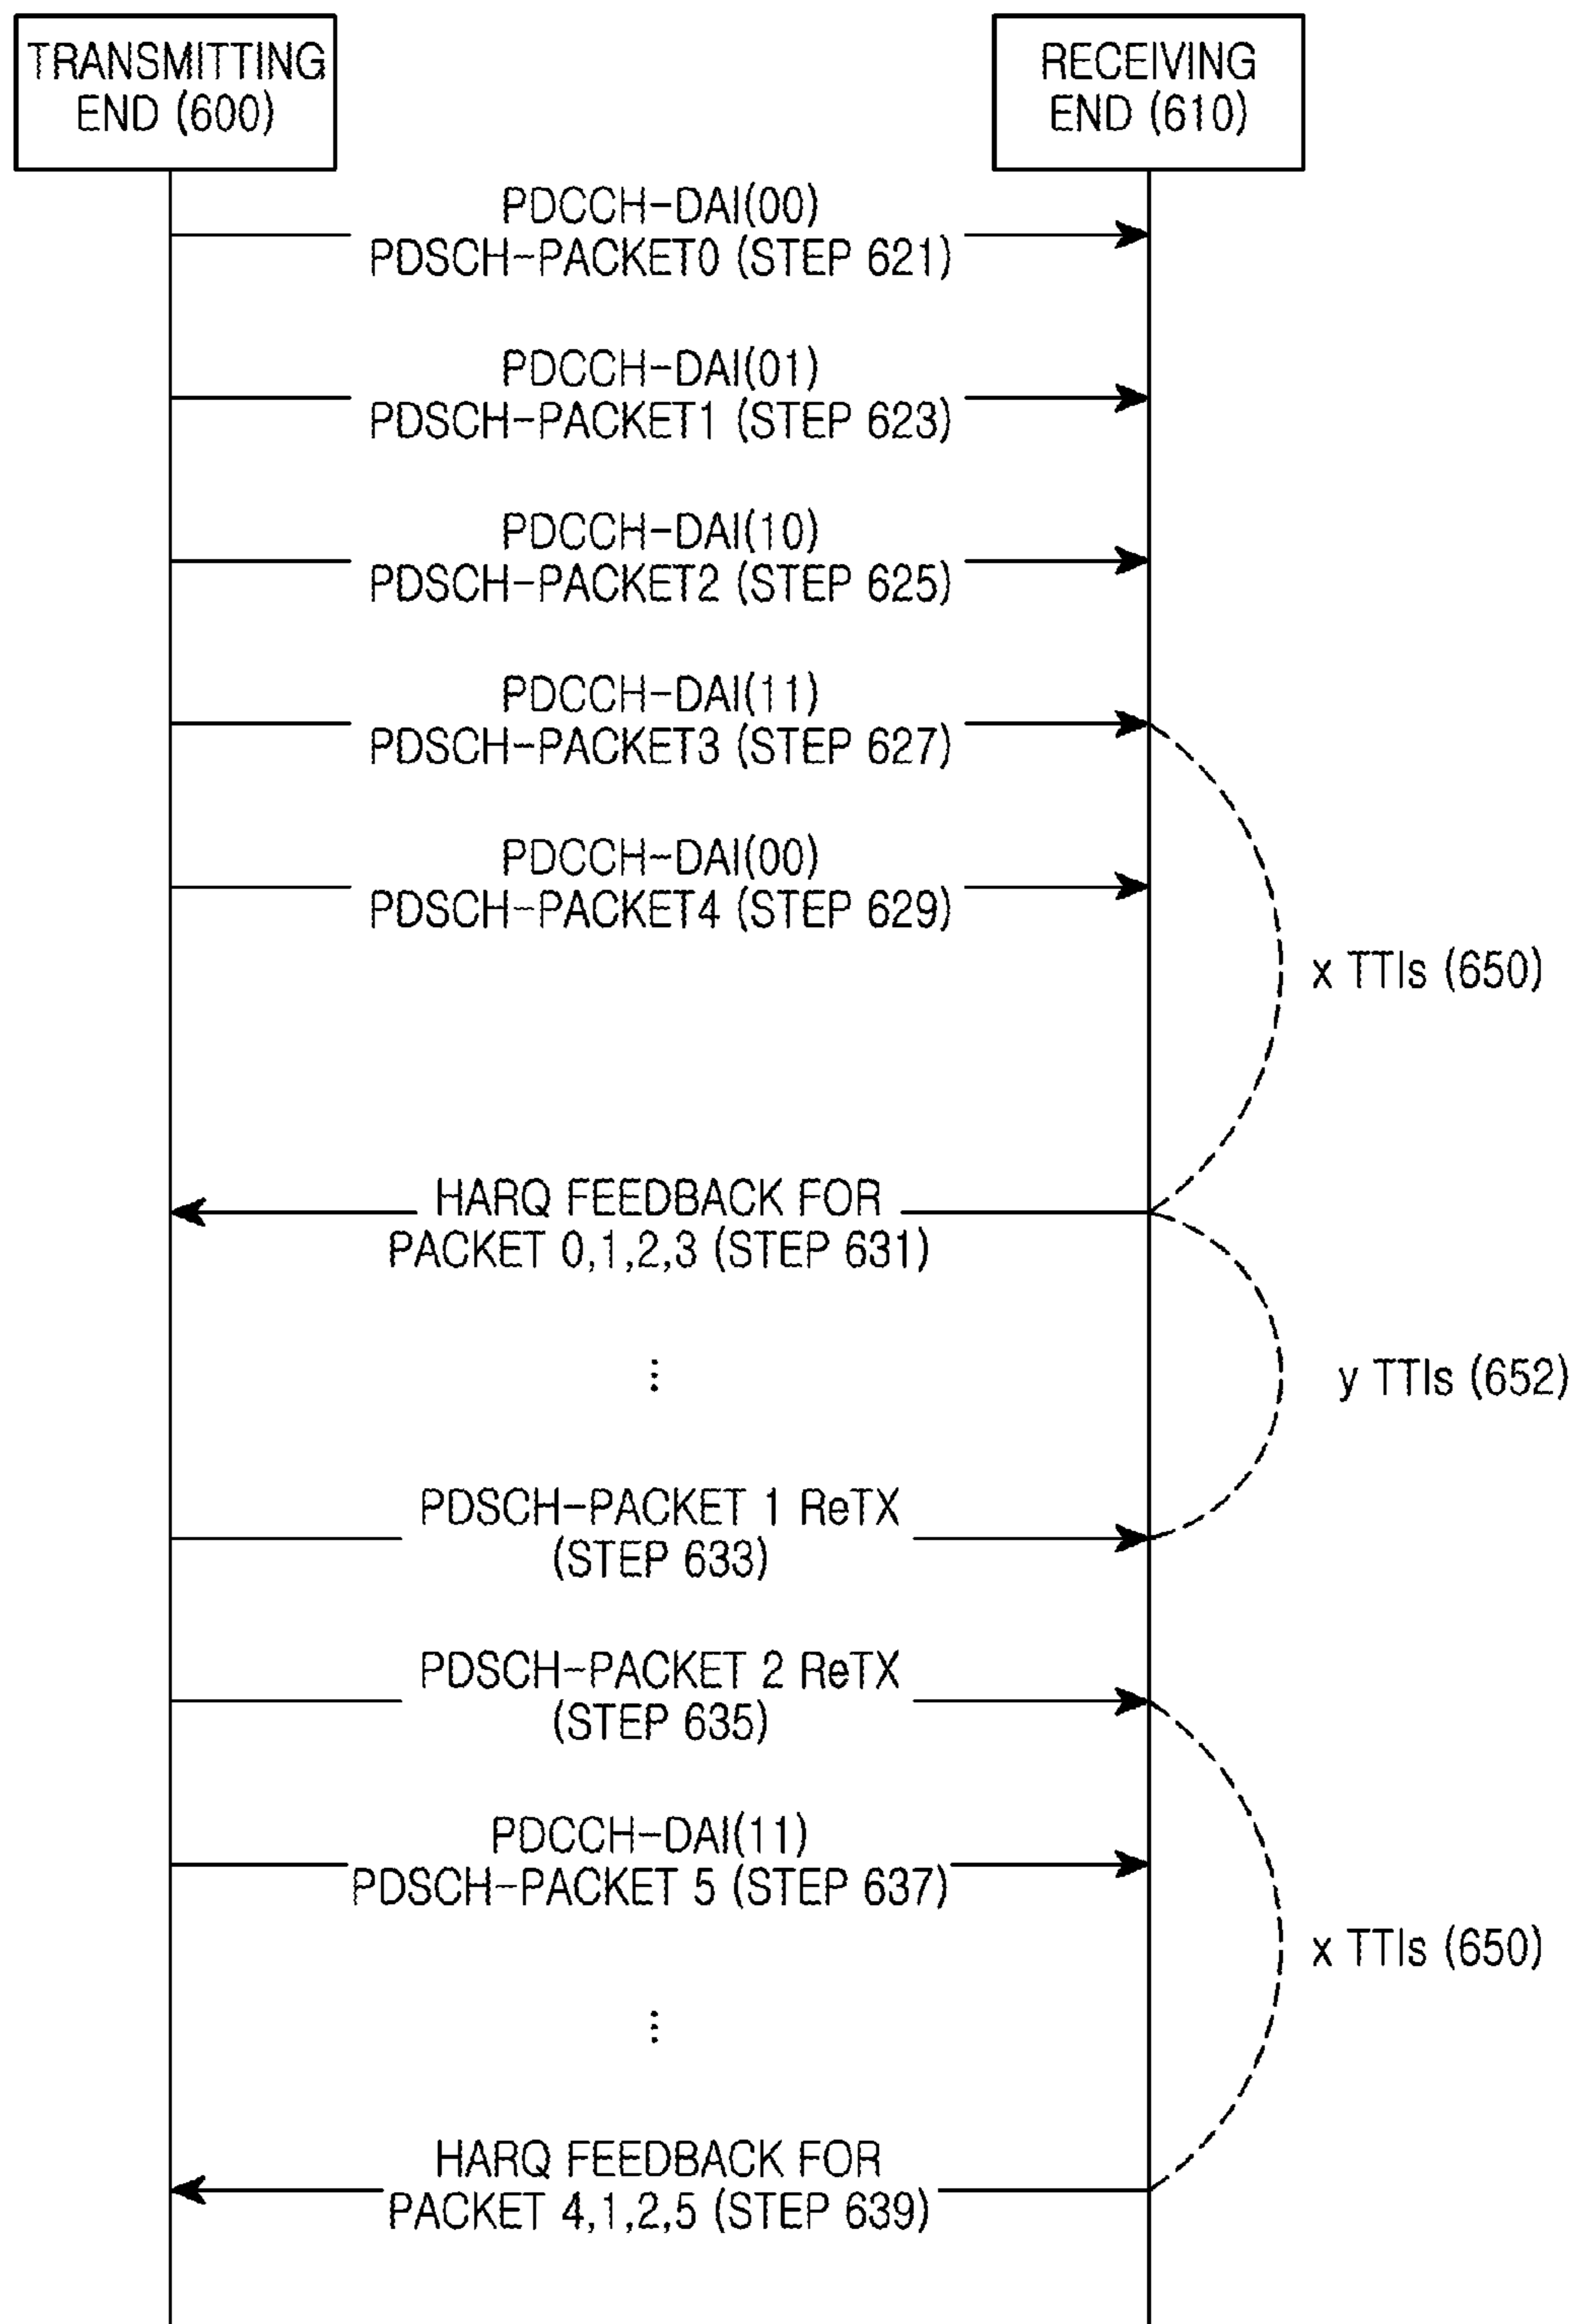 TRANSMITTING
END (600)
RECEIVING
END (610)
PDCCH-DAI(00)
PDSCH-PACKET0 (STEP 621)
PDCCH-DAI(01)
PDSCH-PACKET1 (STEP 623)
PDCCH-DAI(10)
PDSCH-PACKET2 (STEP 625)
PDCCH-DAI(11)
PDSCH-PACKET3 (STEP 627)
PDCCH-DAI(00)
PDSCH-PACKET4 (STEP 629)
x TTIs (650)
HARQ FEEDBACK FOR
PACKET 0,1,2,3 (STEP 631)
⋮
y TTIs (652)
PDSCH-PACKET 1 ReTX
(STEP 633)
PDSCH-PACKET 2 ReTX
(STEP 635)
PDCCH-DAI(11)
PDSCH-PACKET 5 (STEP 637)
x TTIs (650)
⋮
HARQ FEEDBACK FOR
PACKET 4,1,2,5 (STEP 639)